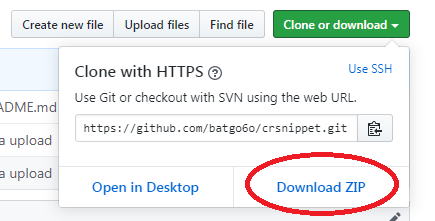 Create new file Upload files Find file Clone or download
Clone with HTTPS ?
Use SSH
Use Git or checkout with SVN using the web URL.
https://github.com/batgo6o/crsnippet.git
Open in Desktop Download ZIP
ADME.md
a upload
a upload